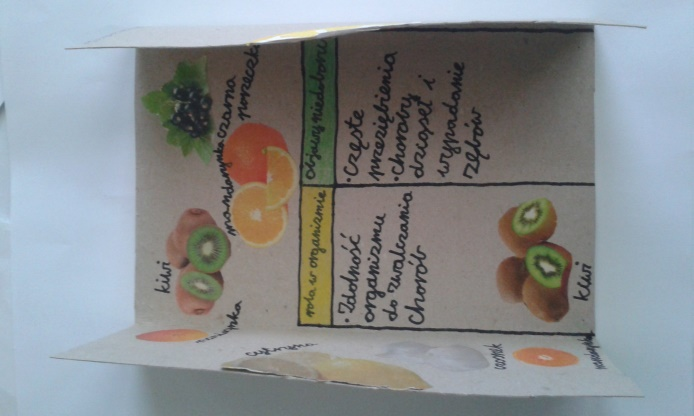 czarna
porzeczka
mandarynka
kiwi
rola w organizmie
Objawy niedoboru
• Zdolność
organizmu
do zwalczania
chorób
• Częste
przeziębienia
• choroby
dziąseł i
wypadanie
zębów
kiwi
cytryna
czosnek